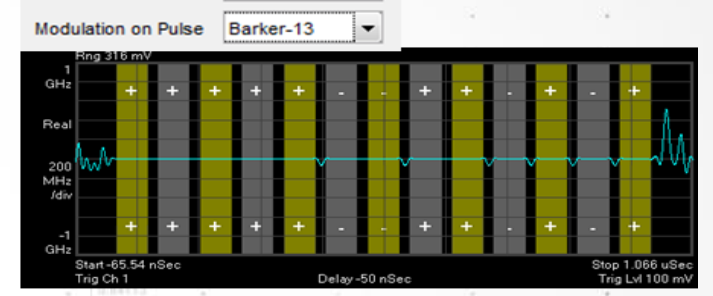 Modulation on Pulse Barker-13
Rng 316 mV
1
GHz
+ + + + + - - + + - + - +
Real
200
MHz
/div
+ + + + + - - + + - + - +
-1
GHz
Start -65.54 nSec Stop 1.066 uSec
Trig Ch 1 Delay -50 nSec Trig Lvl 100 mV